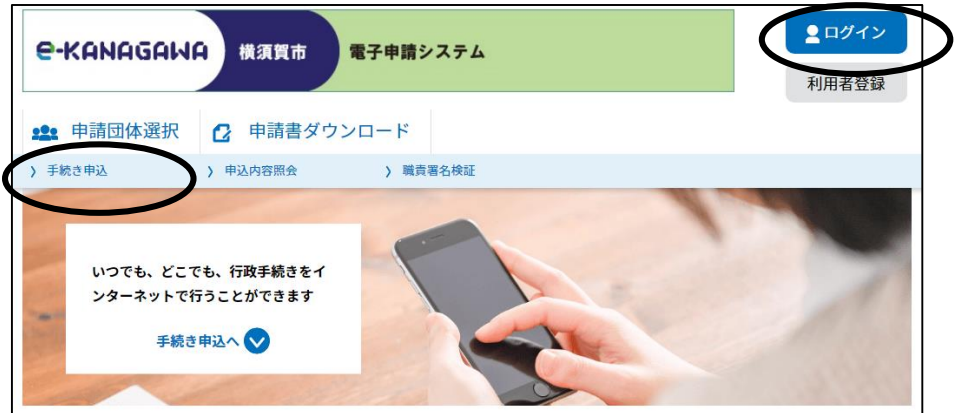 e-KANAGAWA 横須賀市 電子申請システム
ログイン
利用者登録
申請団体選択 申請書ダウンロード
手続き申込 申込内容照会 職責署名検証
いつでも、どこでも、行政手続きをイ
ンターネットで行うことができます
手続き申込へ